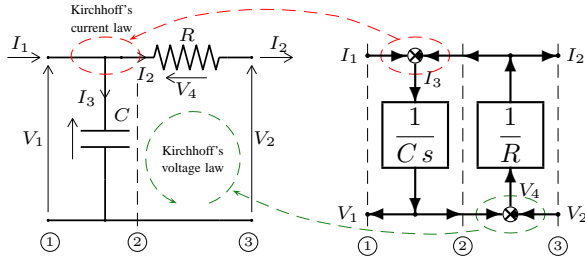 Kirchhoff's
current law
I1
R
I2
I1
I2
I2
I3
V4
I3
C
V1
Kirchhoff's
voltage law
V2
1
C s
1
R
V4
V1
V2
1
2
3
1
2
3